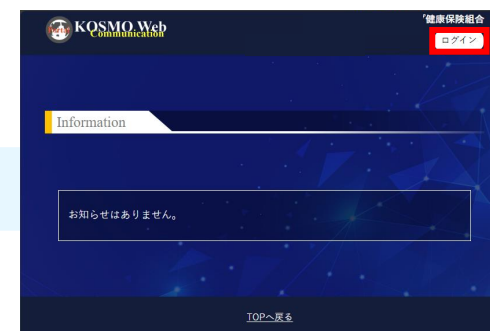 KOSMO Web
Communication
健康保険組合
ログイン
Information
お知らせはありません。
TOPへ戻る